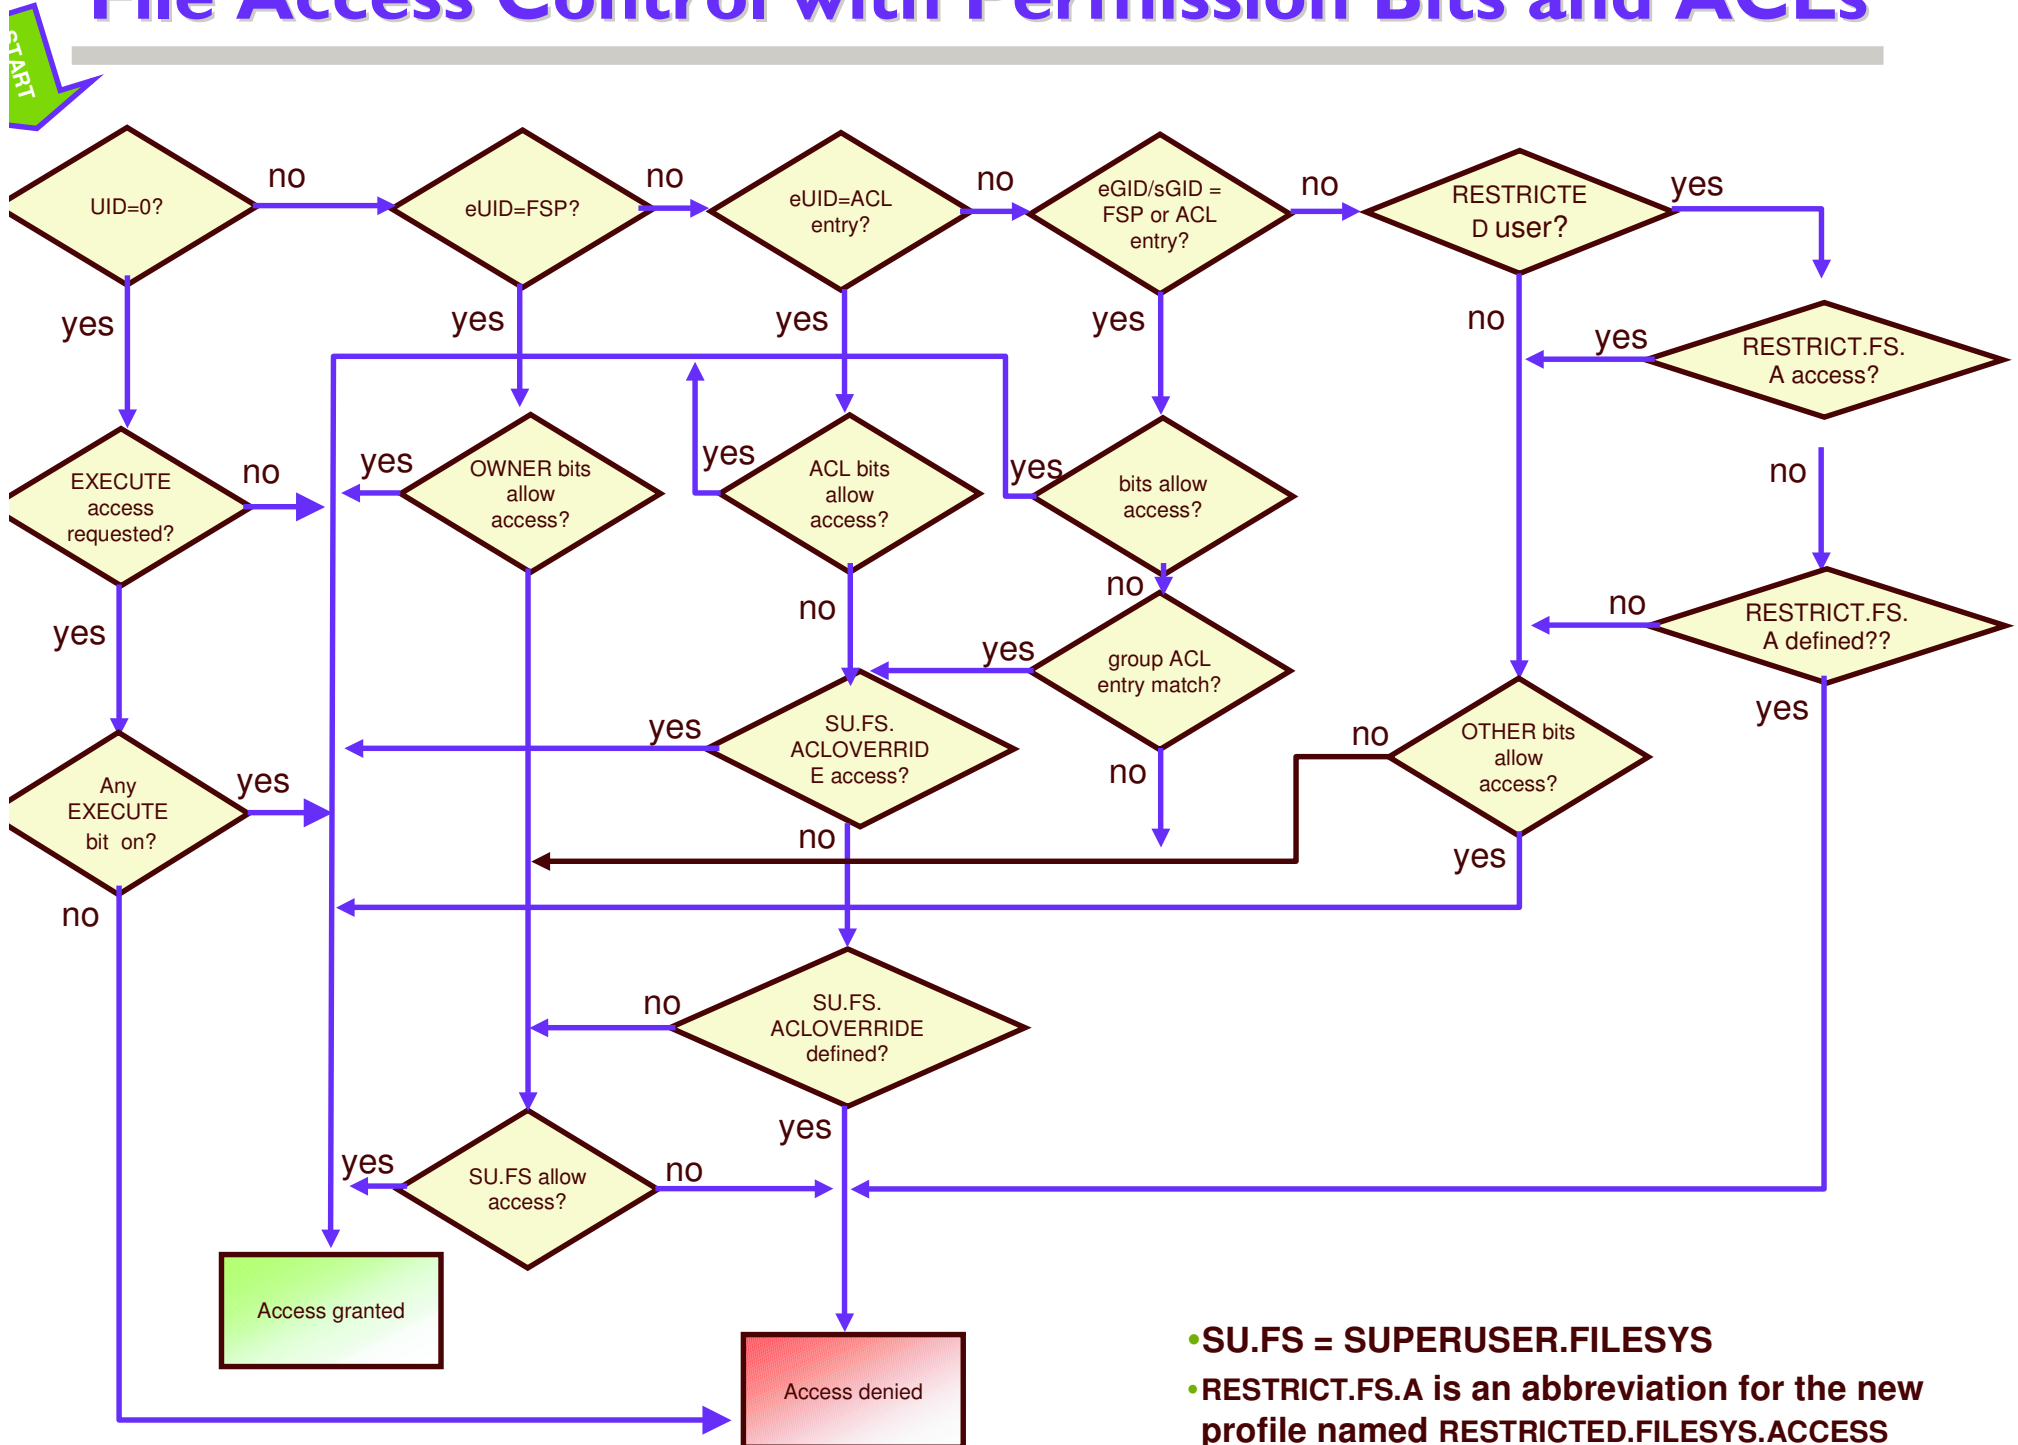 File Access Control with Permission Bits and ACLs
START
UID=0?
no
eUID=FSP?
no
eUID=ACL
entry?
no
eGID/sGID =
FSP or ACL
entry?
no
RESTRICTE
D user?
yes
yes
yes
yes
yes
no
yes
RESTRICT.FS.
A access?
EXECUTE
access
requested?
no
yes
OWNER bits
allow
access?
yes
ACL bits
allow
access?
yes
bits allow
access?
no
yes
no
no
yes
group ACL
entry match?
no
RESTRICT.FS.
A defined??
yes
Any
EXECUTE
bit on?
yes
yes
SU.FS.
ACLOVERRID
E access?
no
no
OTHER bits
allow
access?
no
no
yes
no
SU.FS.
ACLOVERRIDE
defined?
yes
yes
SU.FS allow
access?
no
Access granted
Access denied
•SU.FS = SUPERUSER.FILESYS
•RESTRICT.FS.A is an abbreviation for the new
profile named RESTRICTED.FILESYS.ACCESS